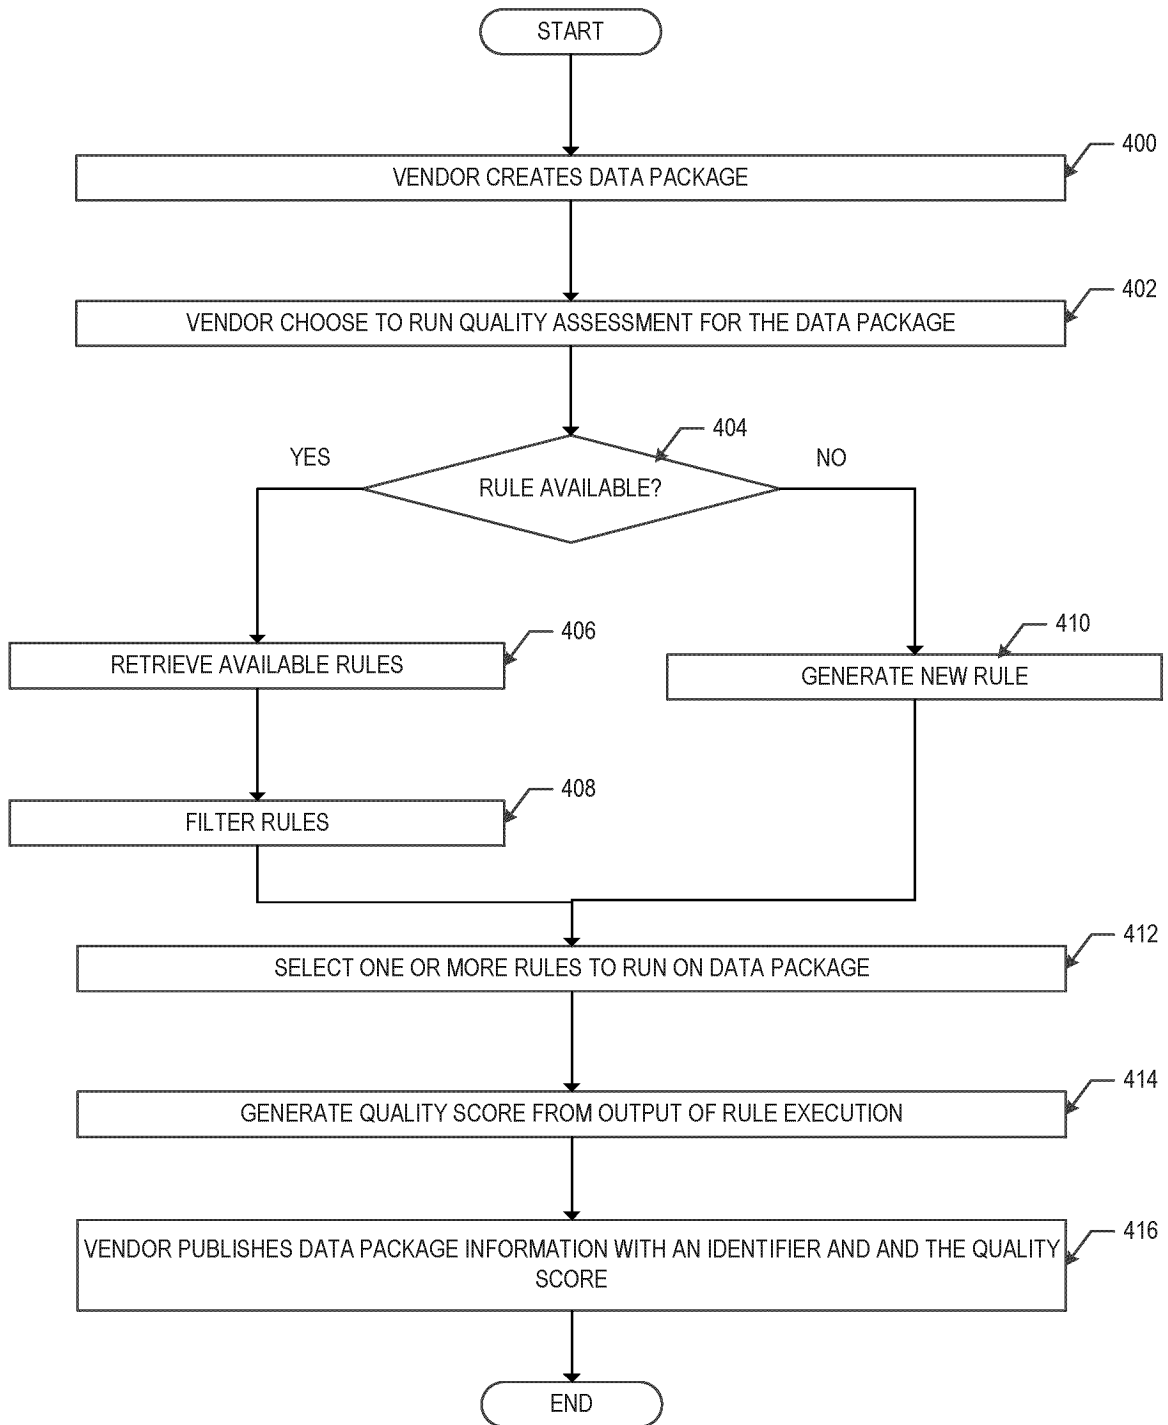 START
400
VENDOR CREATES DATA PACKAGE
402
VENDOR CHOOSE TO RUN QUALITY ASSESSMENT FOR THE DATA PACKAGE
404
YES
NO
RULE AVAILABLE?
406
RETRIEVE AVAILABLE RULES
410
GENERATE NEW RULE
408
FILTER RULES
412
SELECT ONE OR MORE RULES TO RUN ON DATA PACKAGE
414
GENERATE QUALITY SCORE FROM OUTPUT OF RULE EXECUTION
416
VENDOR PUBLISHES DATA PACKAGE INFORMATION WITH AN IDENTIFIER AND AND THE QUALITY
SCORE
END